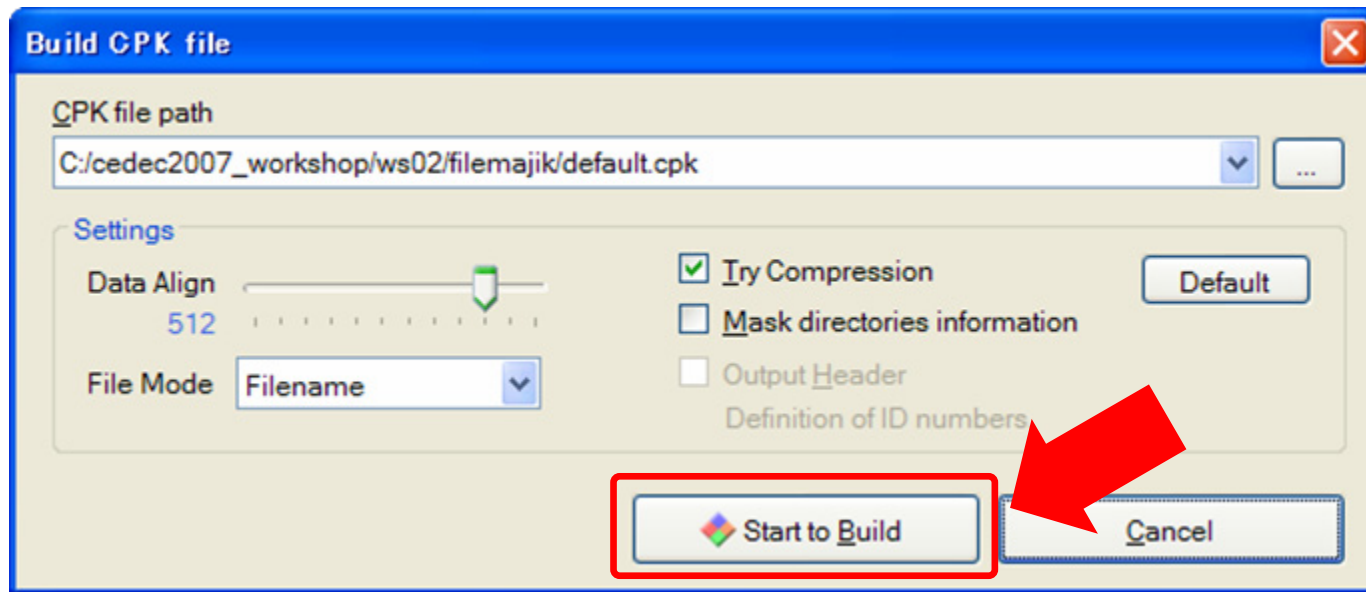 Build CPK file
CPK file path
C:/cedec2007_workshop/ws02/filemajik/default.cpk
...
Settings
Data Align
512
Try Compression
Default
Mask directories information
File Mode
Filename
Output Header
Definition of ID numbers
Start to Build
Cancel